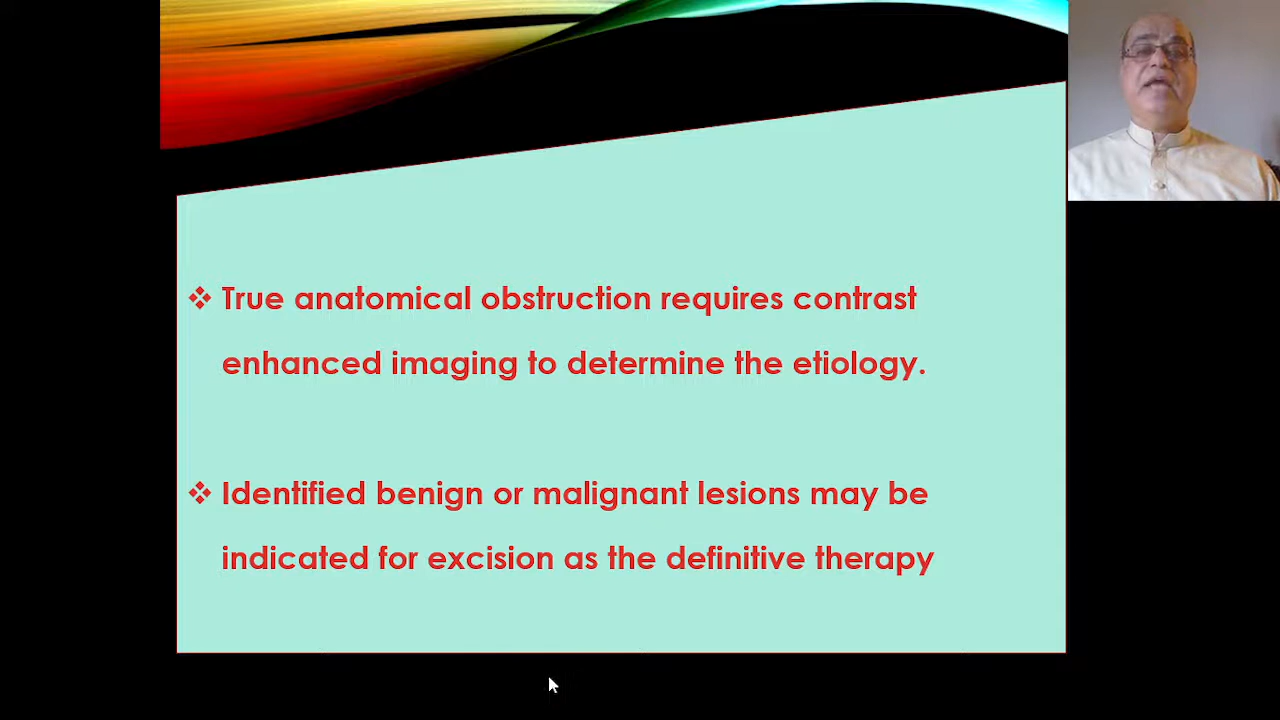 ❖ True anatomical obstruction requires contrast
enhanced imaging to determine the etiology.
❖ Identified benign or malignant lesions may be
indicated for excision as the definitive therapy